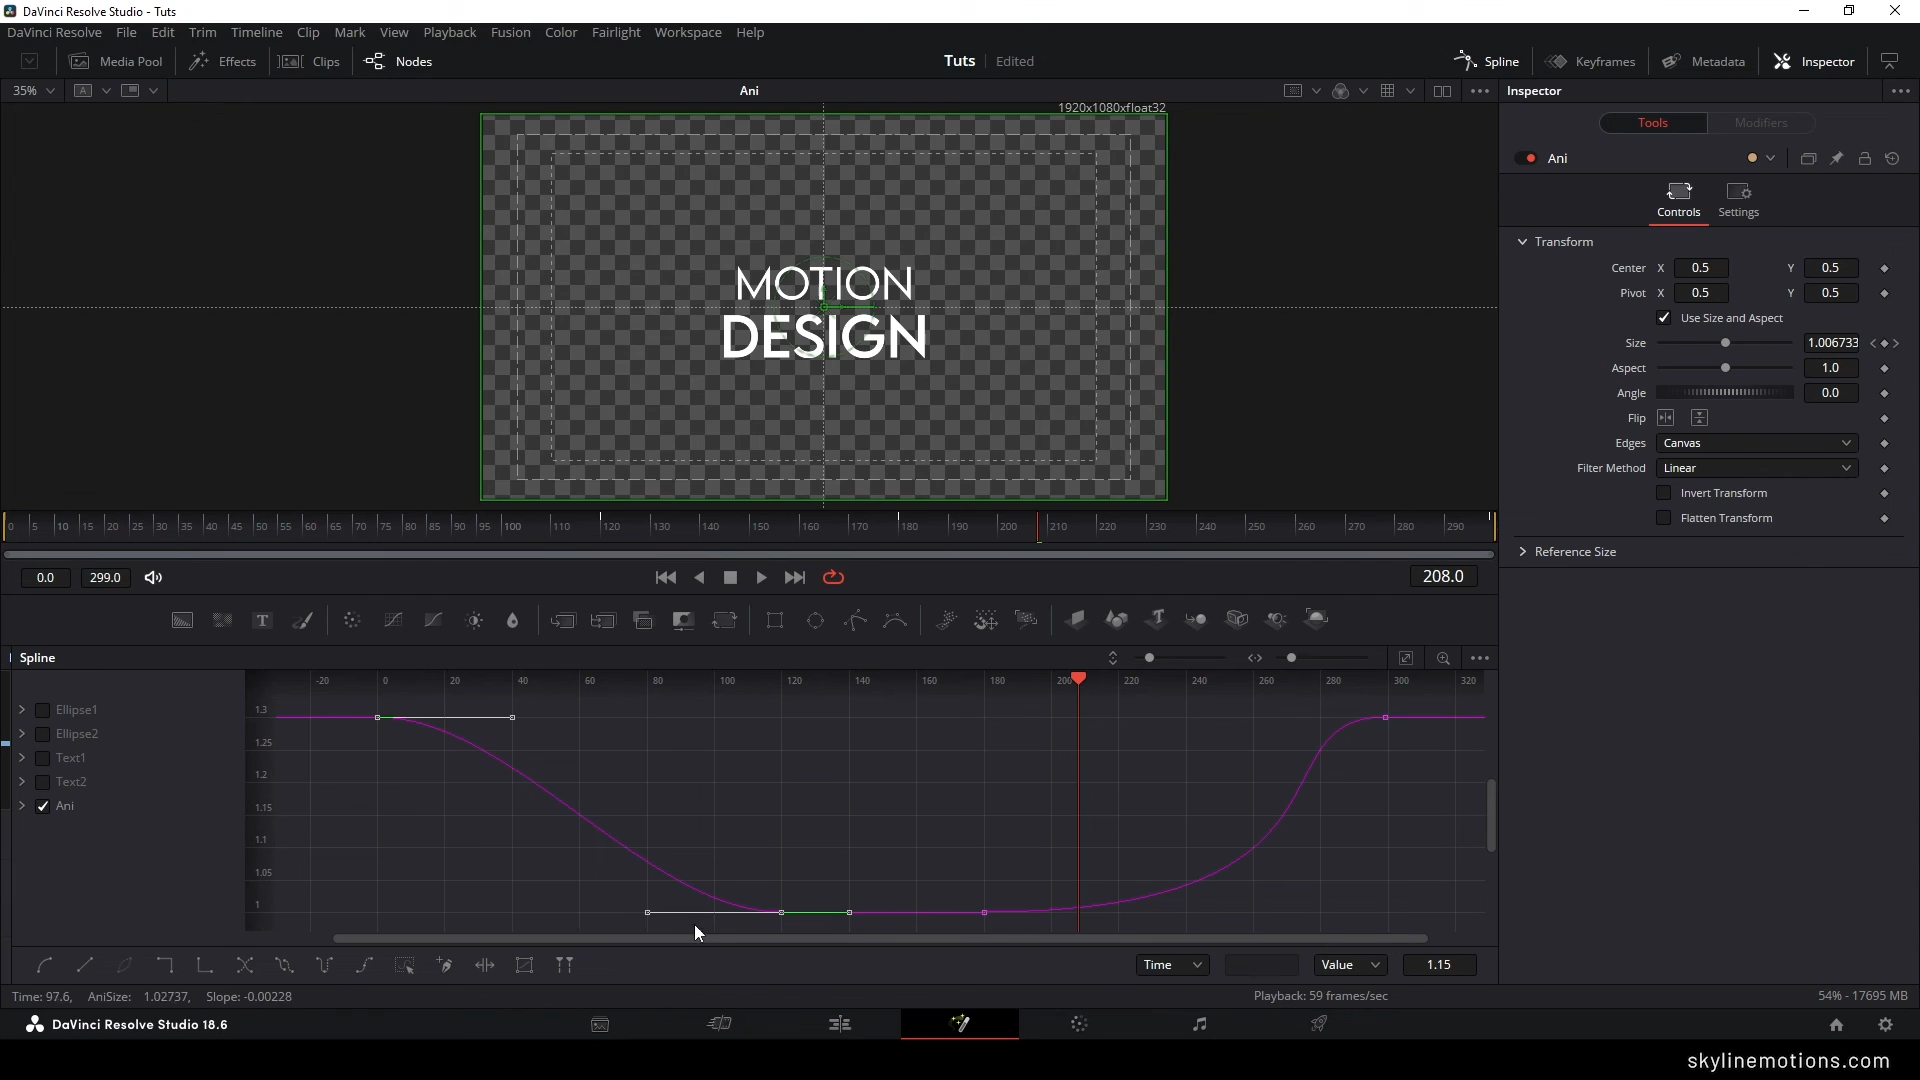 DaVinci Resolve Studio - Tuts
DaVinci Resolve File Edit Trim Timeline Clip Mark View Playback Fusion Color Fairlight Workspace Help
Media Pool Effects Clips Nodes Tuts Edited Spline Keyframes Metadata Inspector
35% A Ani Inspector
1920x1080xfloat32
Tools Modifiers
Ani
Controls Settings
Transform
Center X 0.5 Y 0.5
Pivot X 0.5 Y 0.5
Use Size and Aspect
Size 1.006733
Aspect 1.0
Angle 0.0
Flip
Edges Canvas
Filter Method Linear
Invert Transform
Flatten Transform
Reference Size
MOTION
DESIGN
0 5 10 15 20 25 30 35 40 45 50 55 60 65 70 75 80 85 90 95 100 110 120 130 140 150 160 170 180 190 200 210 220 230 240 250 260 270 280 290
0.0 299.0 208.0
T T
Spline
-20 0 20 40 60 80 100 120 140 160 180 200 220 240 260 280 300 320
Ellipse1
Ellipse2
Text1
Text2
Ani
1.3
1.25
1.2
1.15
1.1
1.05
1
Time Value 1.15
Time: 97.6, AniSize: 1.02737, Slope: -0.00228 Playback: 59 frames/sec 54% - 17695 MB
DaVinci Resolve Studio 18.6
skylinemotions.com